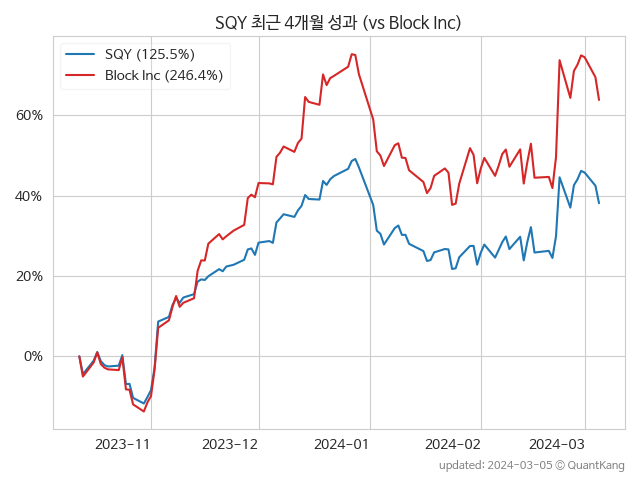 SQY 최근 4개월 성과 (vs Block Inc)
SQY (125.5%)
Block Inc (246.4%)
60%
40%
20%
0%
2023-11
2023-12
2024-01
2024-02
2024-03
updated: 2024-03-05 © QuantKang